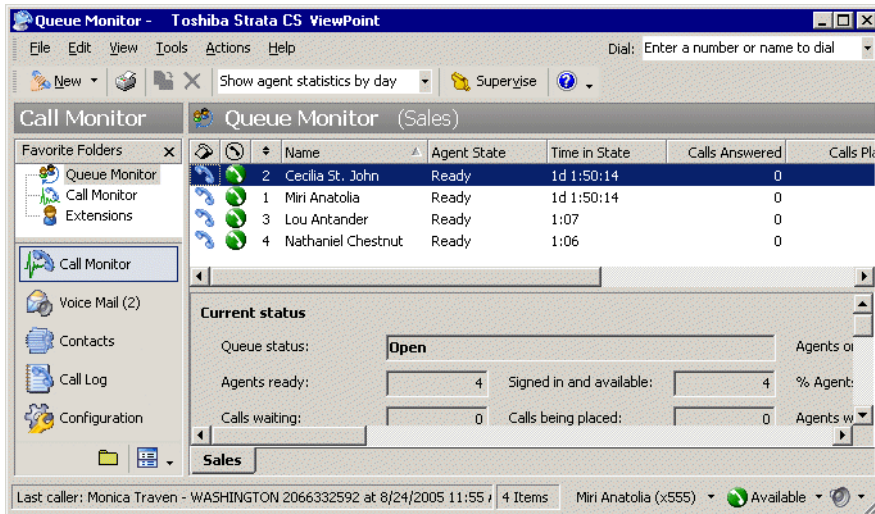 Queue Monitor - Toshiba Strata CS ViewPoint
File Edit View Tools Actions Help Dial: Enter a number or name to dial
New Show agent statistics by day Supervise
Call Monitor Queue Monitor (Sales)
Favorite Folders x
Queue Monitor
Call Monitor
Extensions
Name Agent State Time in State Calls Answered Calls Pla
2 Cecilia St. John Ready 1d 1:50:14 0
1 Miri Anatolia Ready 1d 1:50:14 0
3 Lou Antander Ready 1:07 0
4 Nathaniel Chestnut Ready 1:06 0
Call Monitor
Voice Mail (2)
Contacts
Call Log
Configuration
Current status
Queue status: Open Agents o
Agents ready: 4 Signed in and available: 4 % Agent
Calls waiting: 0 Calls being placed: 0 Agents w
Sales
Last caller: Monica Traven - WASHINGTON 2066332592 at 8/24/2005 11:55 4 Items Miri Anatolia (x555) Available